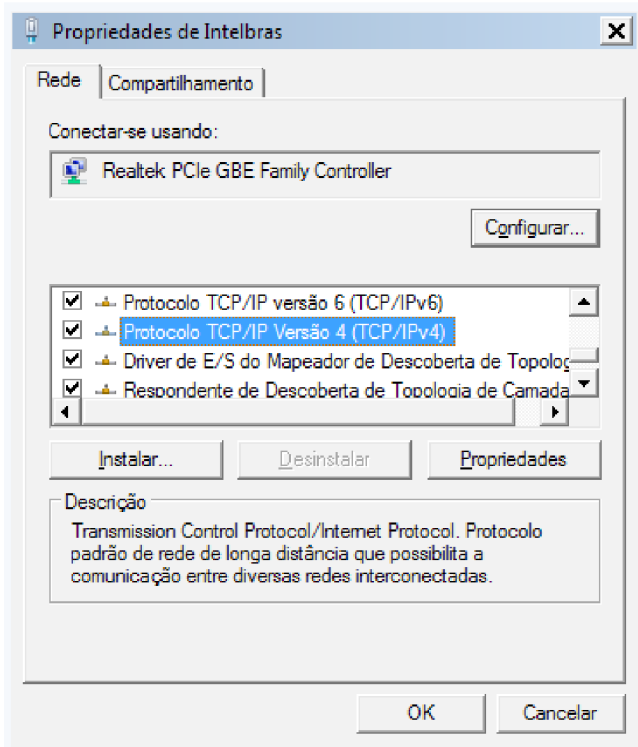 Propriedades de Intelbras
Rede
Compartilhamento
Conectar-se usando:
Realtek PCIe GBE Family Controller
Configurar...
Protocolo TCP/IP versão 6 (TCP/IPv6)
Protocolo TCP/IP Versão 4 (TCP/IPv4)
Driver de E/S do Mapeador de Descoberta de Topolog
Respondente de Descoberta de Topologia de Camada
Instalar...
Desinstalar
Propriedades
Descrição
Transmission Control Protocol/Internet Protocol. Protocolo
padrão de rede de longa distância que possibilita a
comunicação entre diversas redes interconectadas.
OK
Cancelar